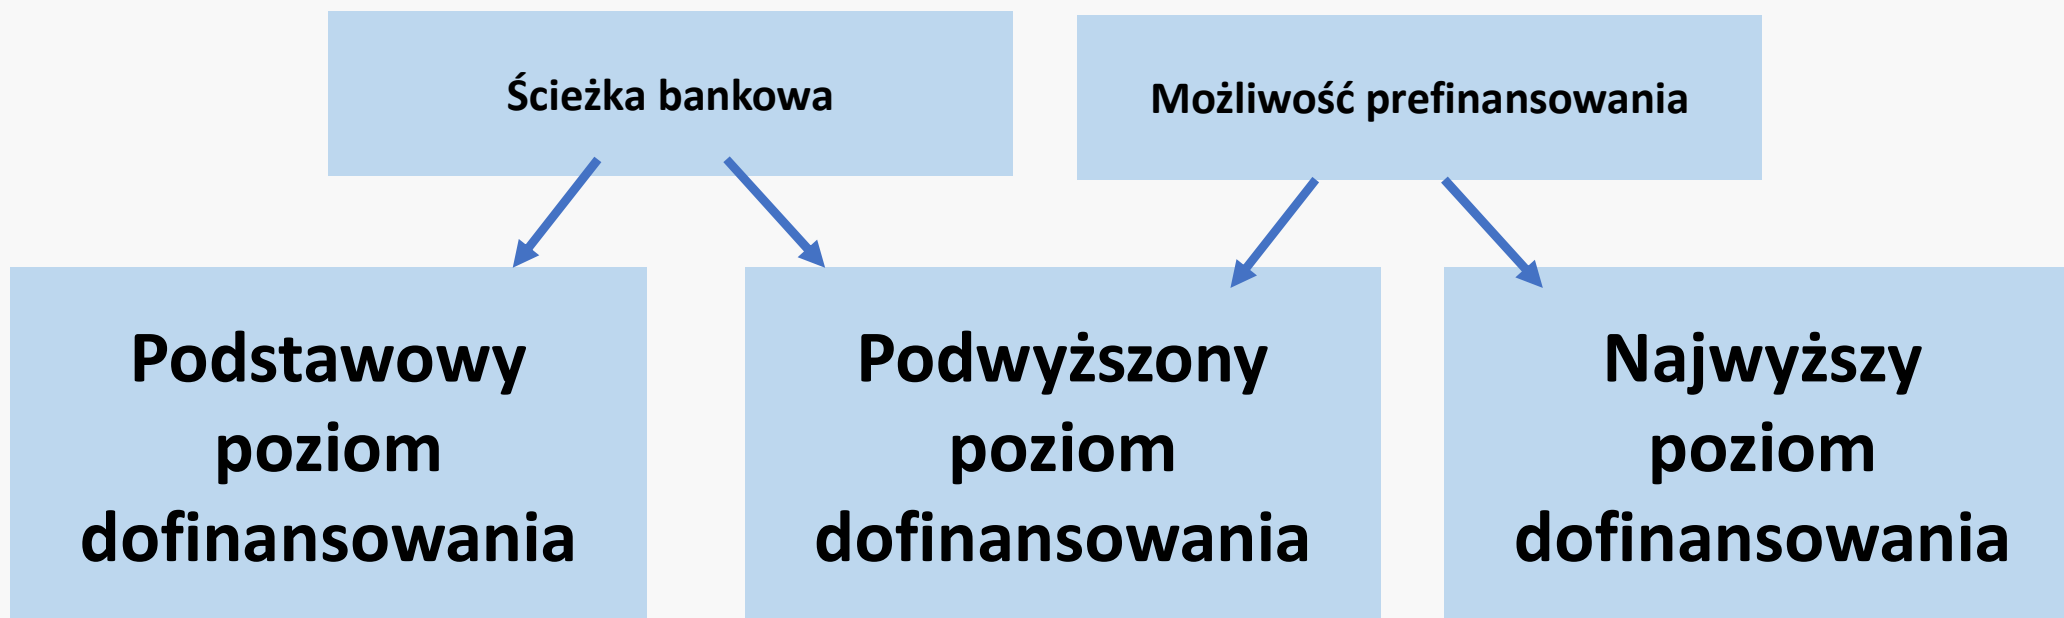 Ścieżka bankowa
Możliwość prefinansowania
Podstawowy
poziom
dofinansowania
Podwyższony
poziom
dofinansowania
Najwyższy
poziom
dofinansowania